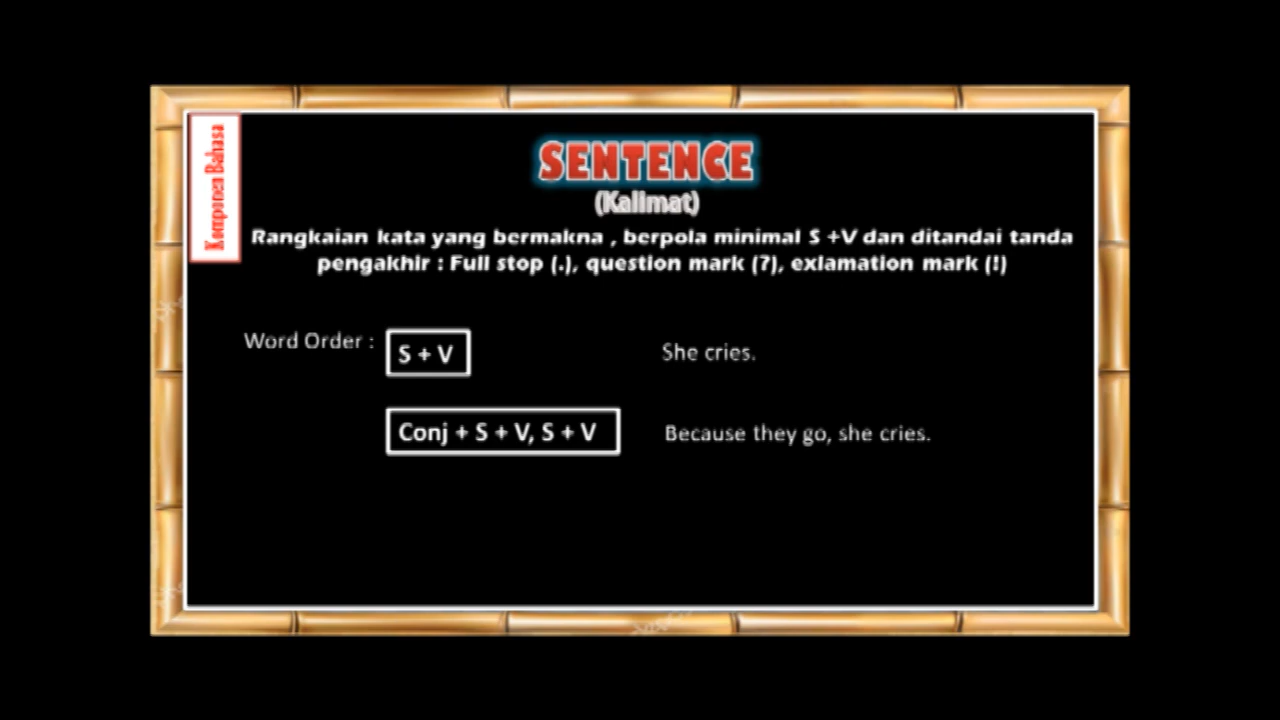 Komponen Bahasa
SENTENCE
(Kalimat)
Rangkaian kata yang bermakna , berpola minimal S +V dan ditandai tanda
pengakhir : Full stop (.), question mark (?), exlamation mark (!)
Word Order :
S + V
She cries.
Conj + S + V, S + V
Because they go, she cries.